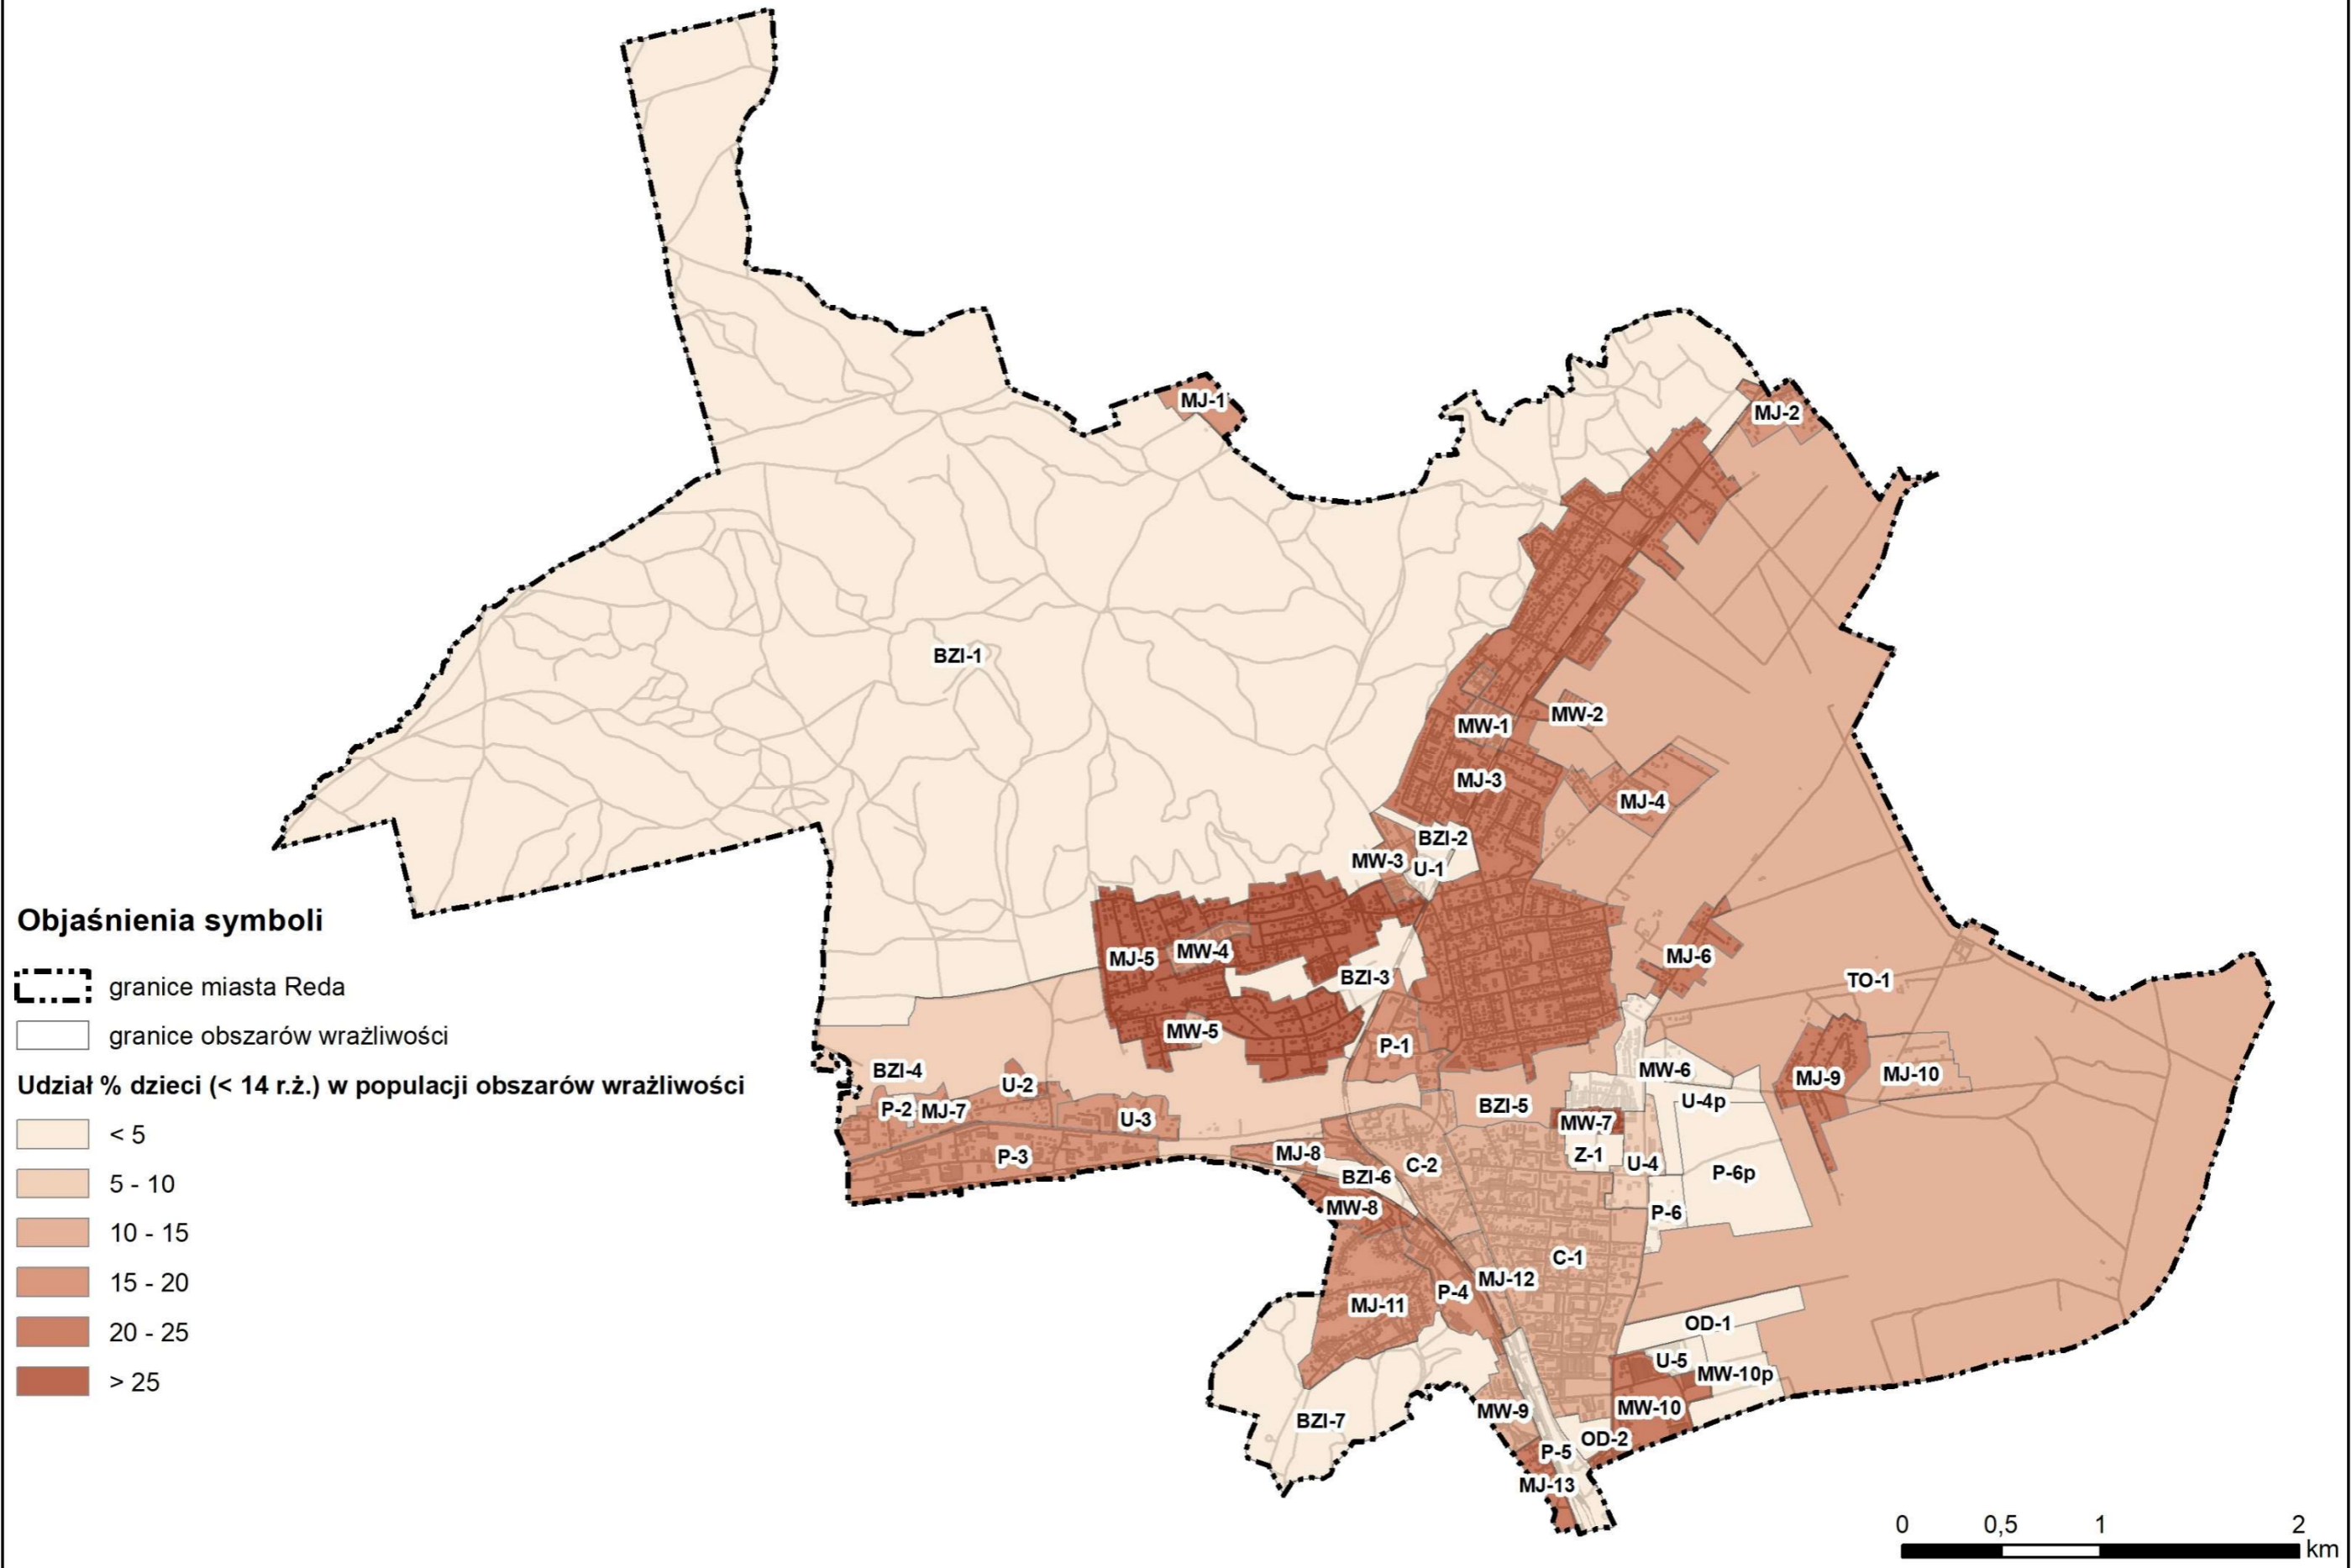 MJ-1
MJ-2
BZI-1
MW-2
MW-1
MJ-3
MJ-4
BZI-2
MW-3
U-1
Objaśnienia symboli
granice miasta Reda
granice obszarów wrażliwości
Udział % dzieci (< 14 r.ż.) w populacji obszarów wrażliwości
< 5
5 - 10
10 - 15
15 - 20
20 - 25
> 25
MJ-5
MW-4
BZI-3
MJ-6
TO-1
MW-5
P-1
BZI-4
U-2
MW-6
MJ-9
MJ-10
P-2
MJ-7
U-3
BZI-5
U-4p
MW-7
P-3
MJ-8
C-2
Z-1
U-4
P-6p
BZI-6
MW-8
P-6
C-1
MJ-12
P-4
MJ-11
OD-1
U-5
MW-10p
BZI-7
MW-9
MW-10
OD-2
P-5
MJ-13
0 0,5 1 2
km